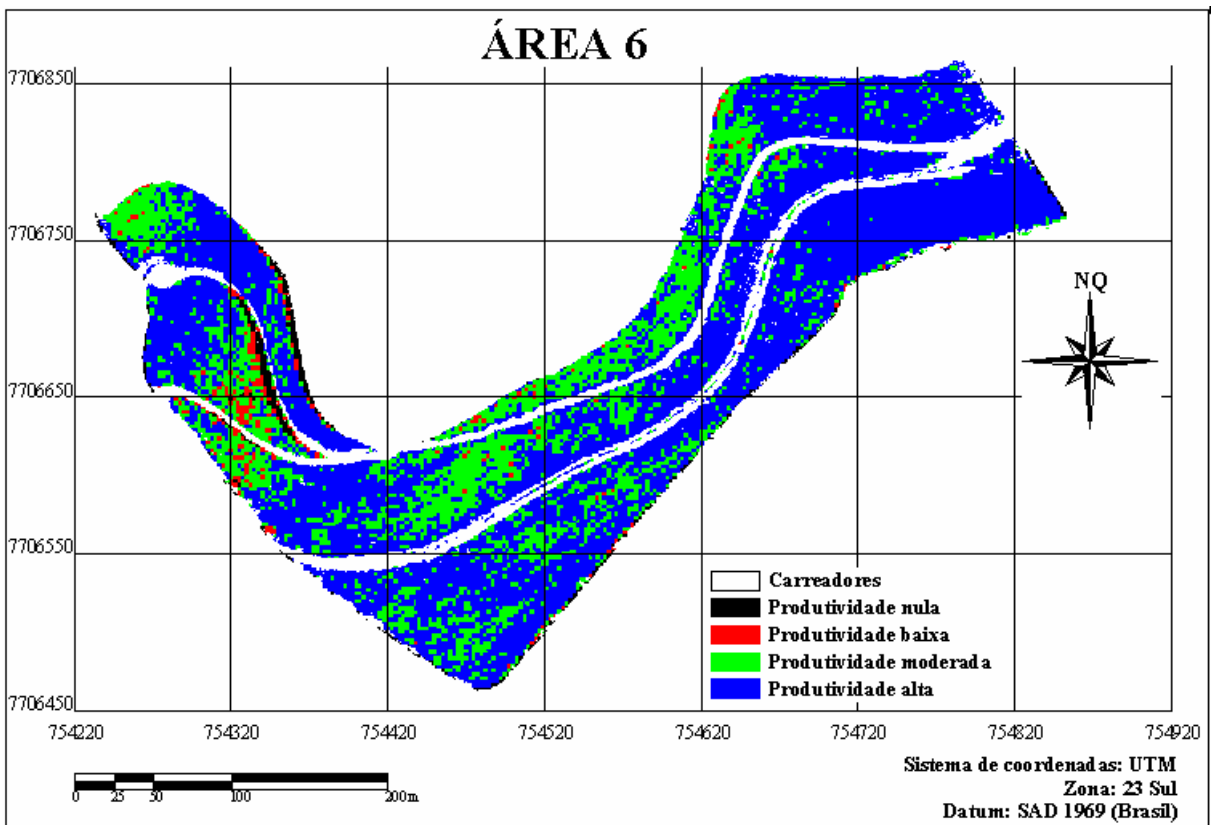 ÁREA 6
7706850
7706750
7706650
7706550
7706450
NQ
Carreadores
Produtividade nula
Produtividade baixa
Produtividade moderada
Produtividade alta
754220 754320 754420 754520 754620 754720 754820 754920
0 25 50 100 200m
Sistema de coordenadas: UTM
Zona: 23 Sul
Datum: SAD 1969 (Brasil)